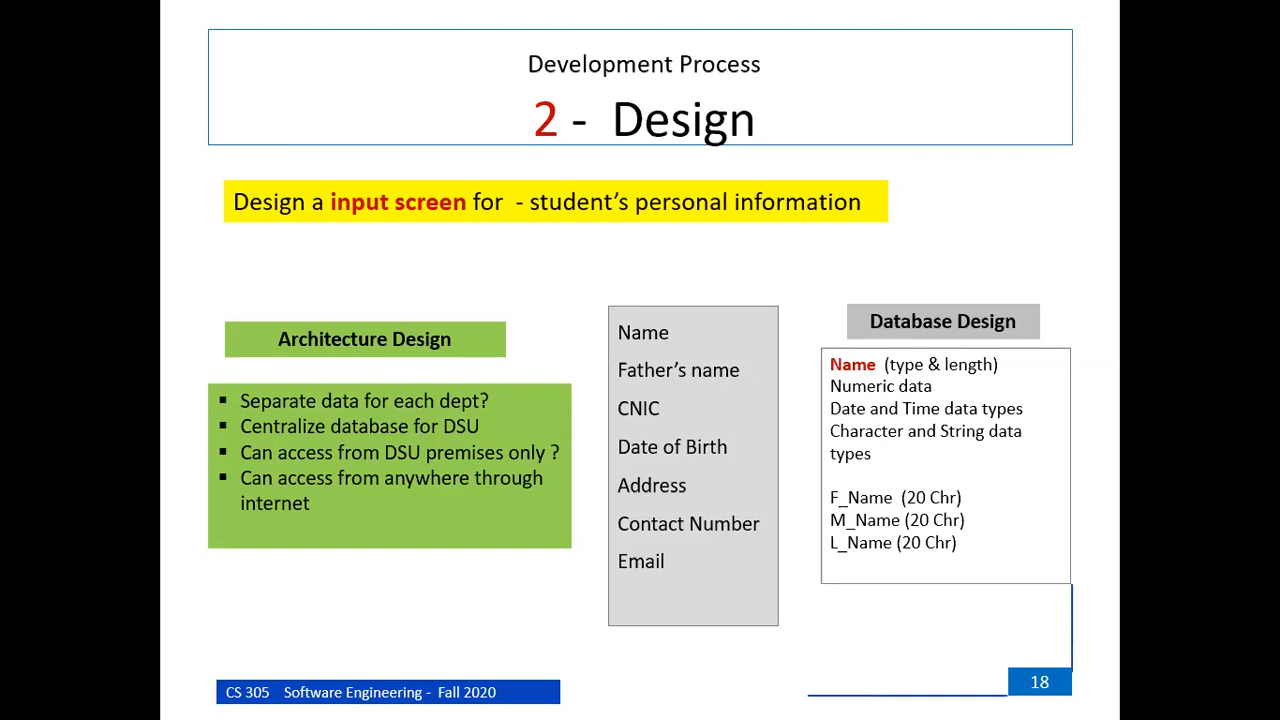 Development Process
2 - Design
Design a input screen for - student’s personal information
Architecture Design
▪ Separate data for each dept?
▪ Centralize database for DSU
▪ Can access from DSU premises only ?
▪ Can access from anywhere through
internet
Name
Father’s name
CNIC
Date of Birth
Address
Contact Number
Email
Database Design
Name (type & length)
Numeric data
Date and Time data types
Character and String data
types
F_Name (20 Chr)
M_Name (20 Chr)
L_Name (20 Chr)
CS 305 Software Engineering - Fall 2020
18